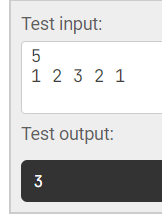 Test input:
5
1 2 3 2 1
Test output:
3